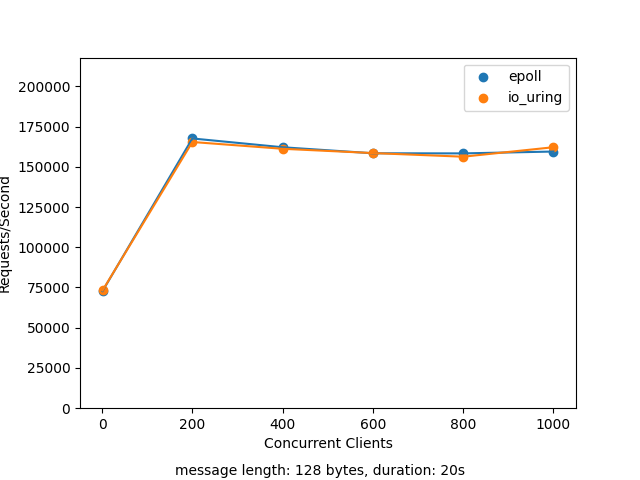 epoll
io_uring
200000
175000
150000
125000
100000
75000
50000
25000
0
Requests/Second
0 200 400 600 800 1000
Concurrent Clients
message length: 128 bytes, duration: 20s